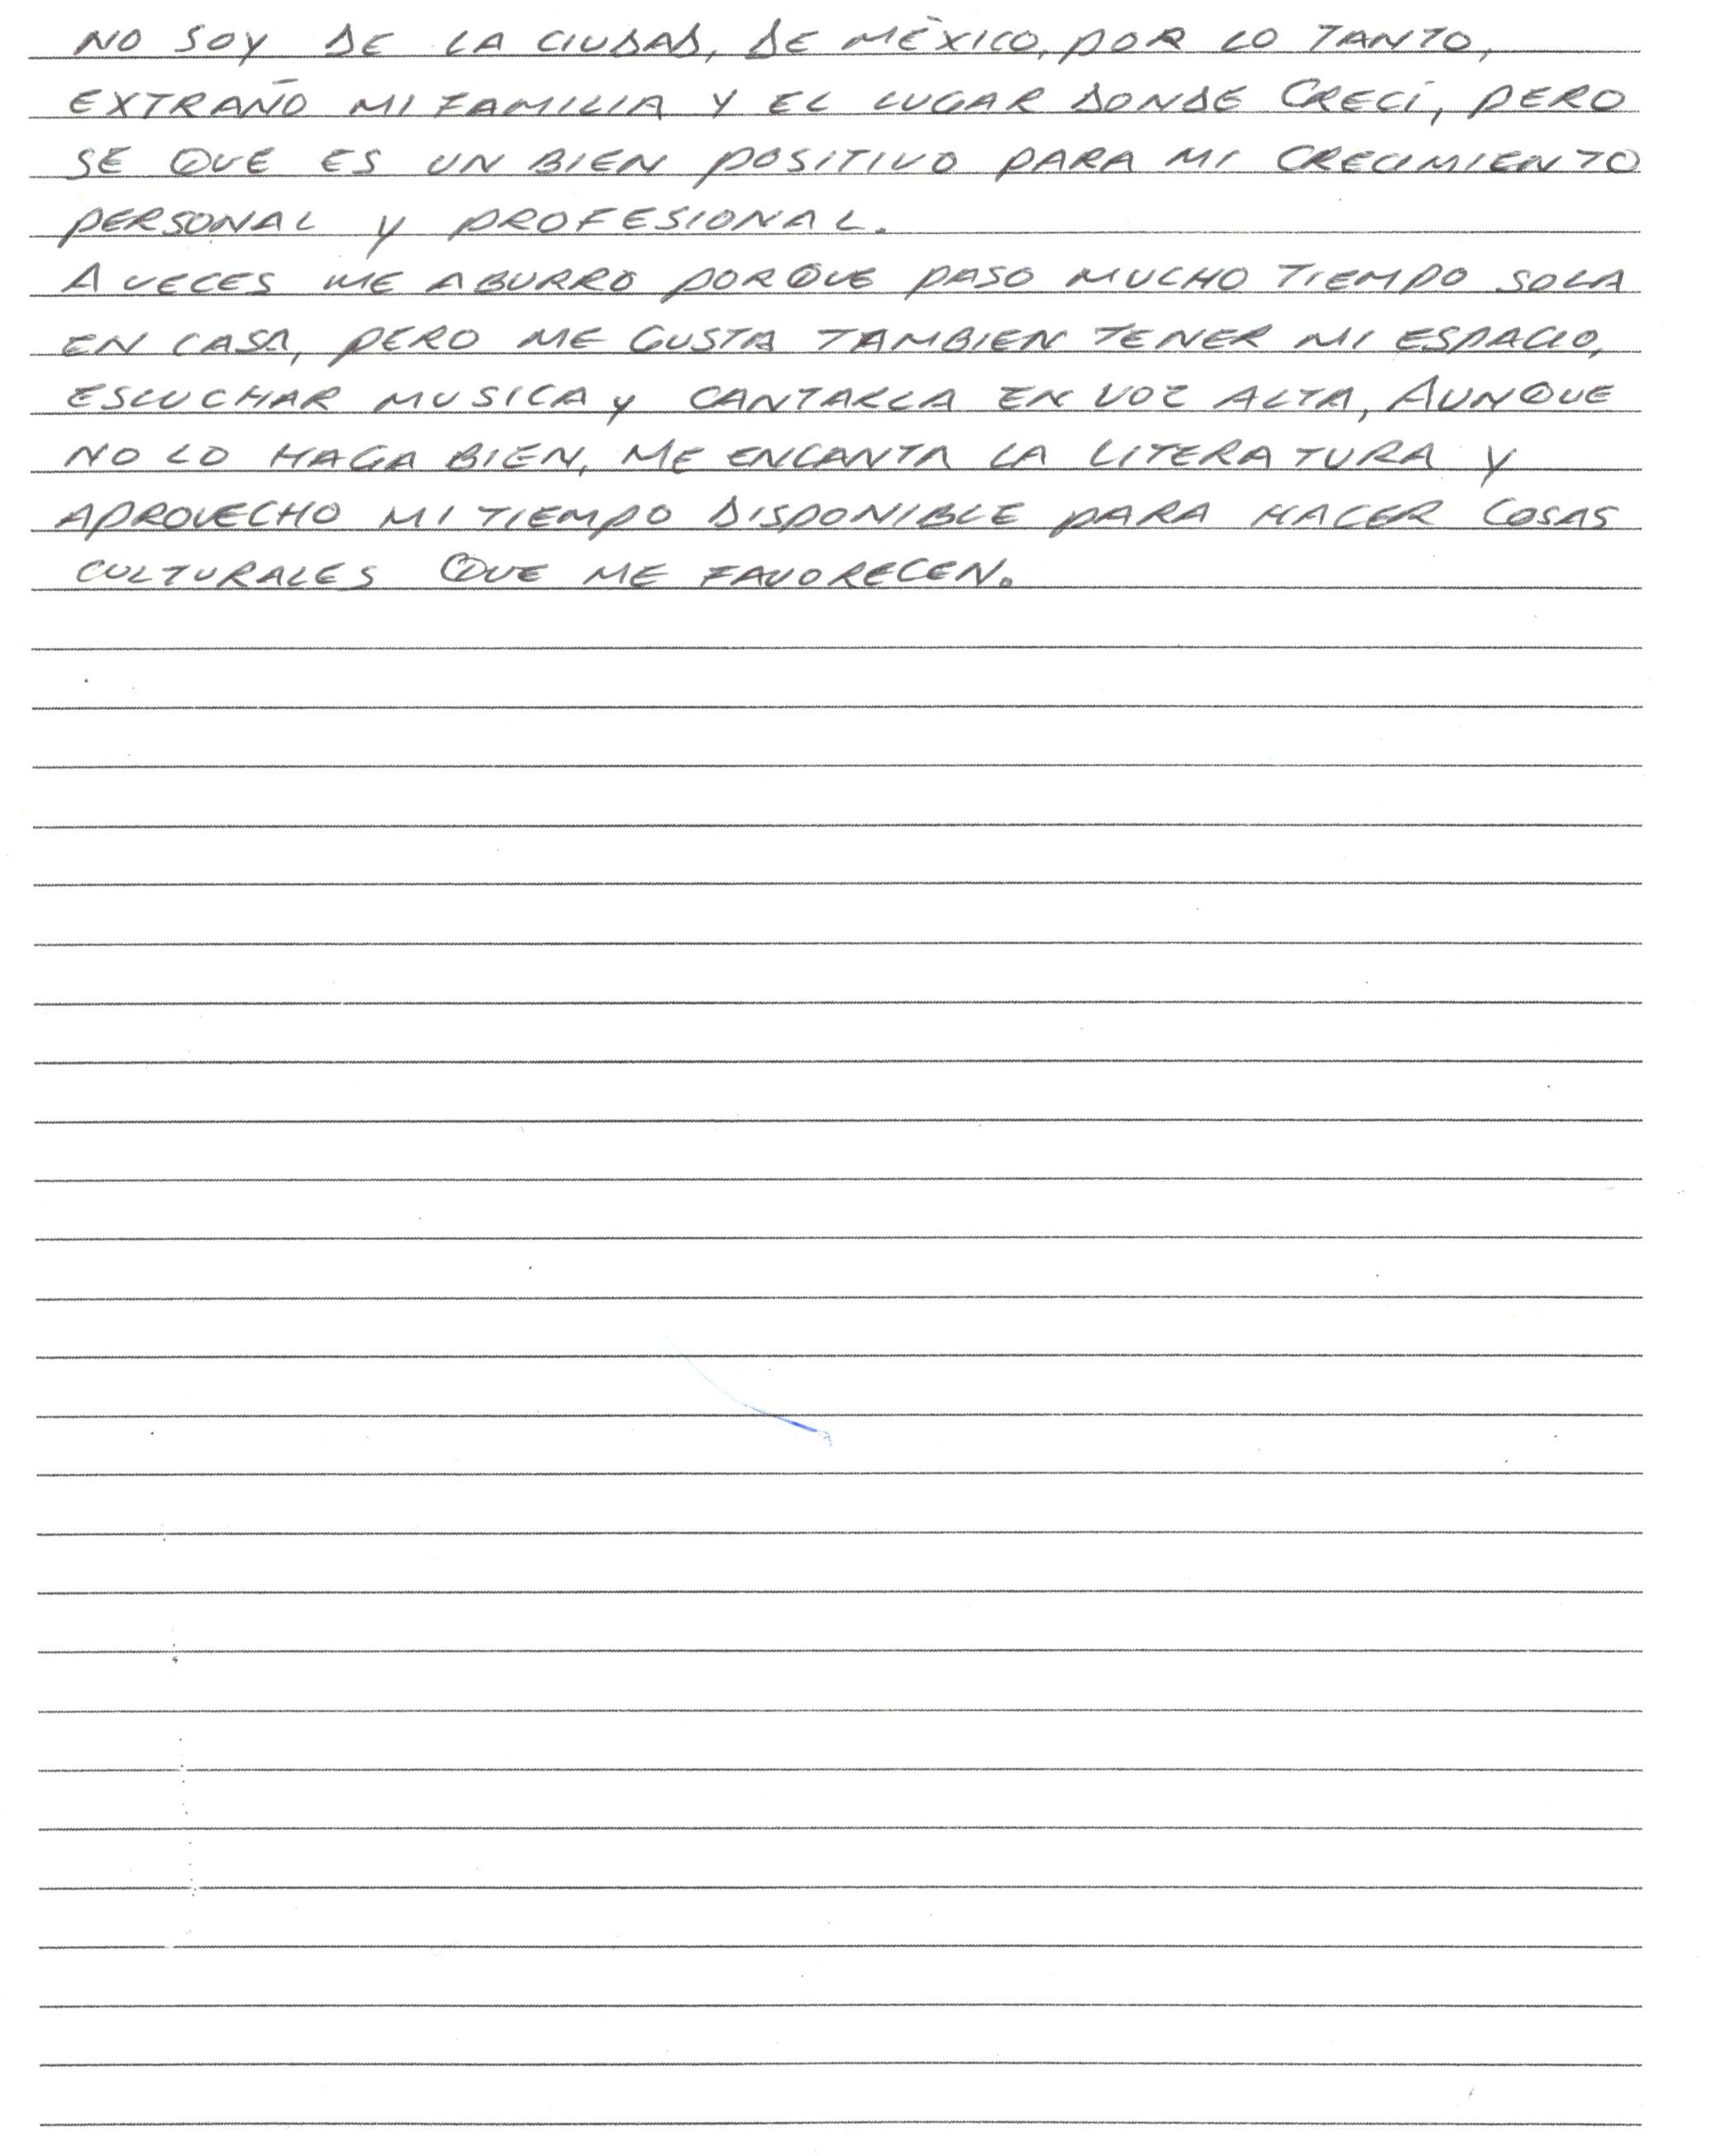 NO SOY DE LA CIUDAD, DE MÉXICO, POR LO TANTO,
EXTRAÑO MI FAMILIA Y EL LUGAR DONDE CRECÍ, PERO
SE QUE ES UN BIEN POSITIVO PARA MI CRECIMIENTO
PERSONAL Y PROFESIONAL.
A VECES ME ABURRO PORQUE PASO MUCHO TIEMPO SOLA
EN CASA, PERO ME GUSTA TAMBIEN TENER MI ESPACIO,
ESCUCHAR MUSICA Y CANTARLA EN VOZ ALTA, AUNQUE
NO LO HAGA BIEN, ME ENCANTA LA LITERATURA Y
APROVECHO MI TIEMPO DISPONIBLE PARA HACER COSAS
CULTURALES QUE ME FAVORECEN.